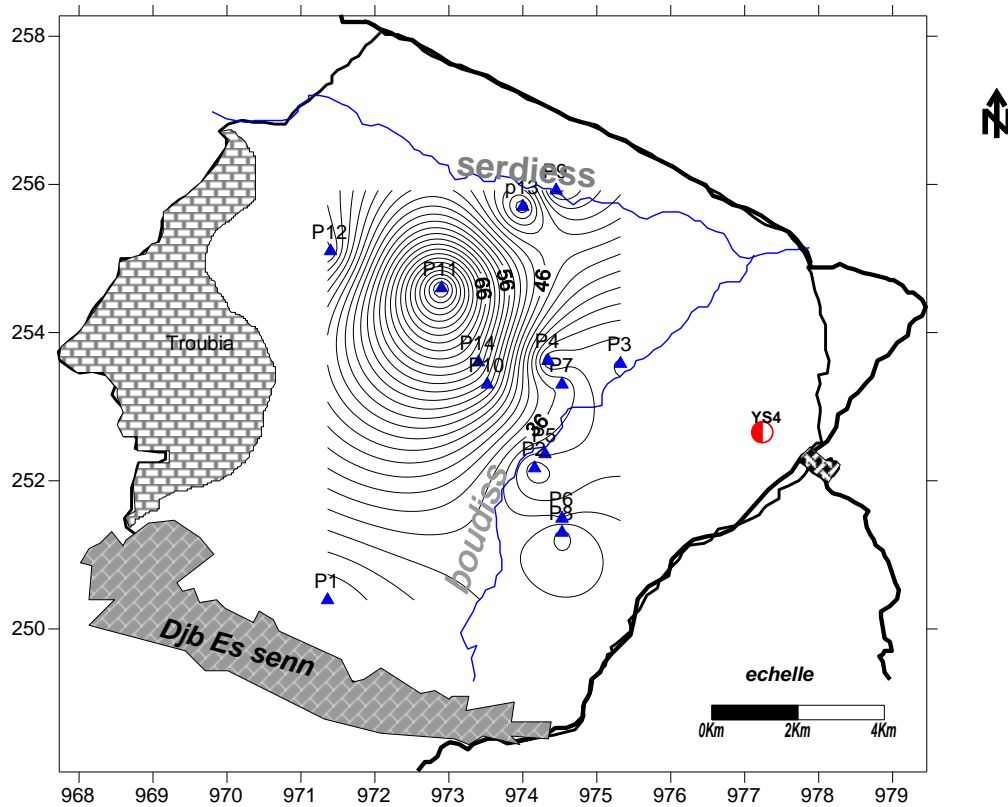 258
N
256
serdiess
P9
p13
P12
P11
66
56
46
254
Troubia
P14
P10
P4
P7
P3
36
P5
P2
YS4
252
boudiss
P6
P8
P1
250
Djb Es senn
echelle
0Km
2Km
4Km
968
969
970
971
972
973
974
975
976
977
978
979